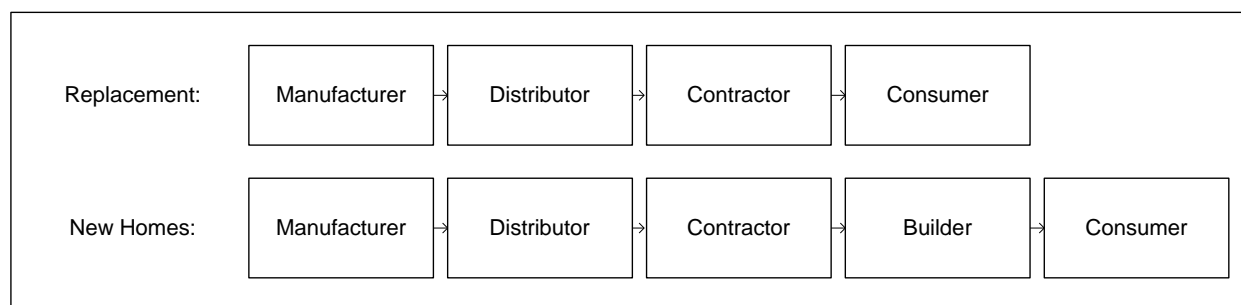 Replacement: Manufacturer Distributor Contractor Consumer
New Homes: Manufacturer Distributor Contractor Builder Consumer